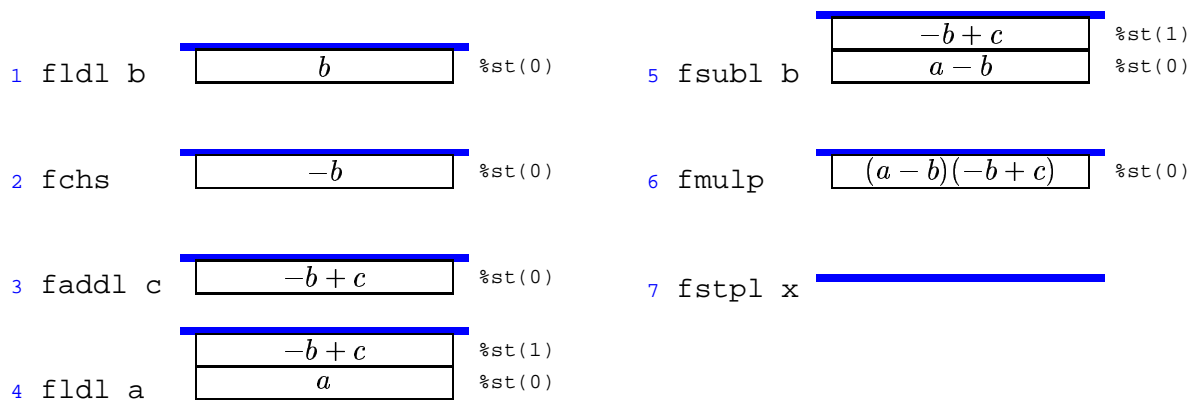 1 fldl b b %st(0)
2 fchs −b %st(0)
3 faddl c −b + c %st(0)
−b + c %st(1)
4 fldl a a %st(0)
−b + c %st(1)
5 fsubl b a − b %st(0)
6 fmulp (a − b)(−b + c) %st(0)
7 fstpl x